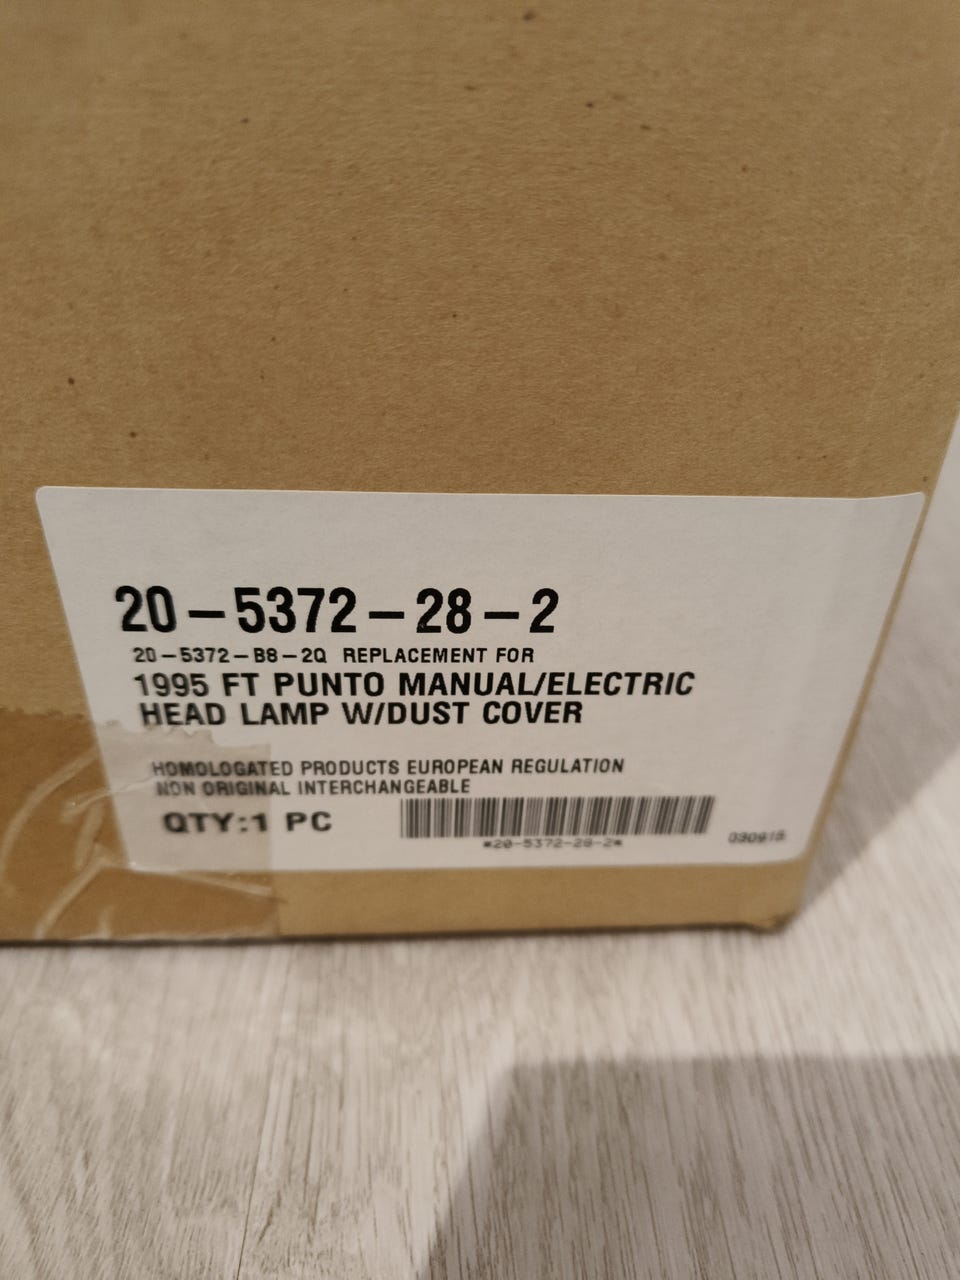 20-5372-28-2
20-5372-B8-2Q REPLACEMENT FOR
1995 FT PUNTO MANUAL/ELECTRIC
HEAD LAMP W/DUST COVER
HOMOLOGATED PRODUCTS EUROPEAN REGULATION
NON ORIGINAL INTERCHANGEABLE
QTY:1 PC
*20-5372-28-2*
030915